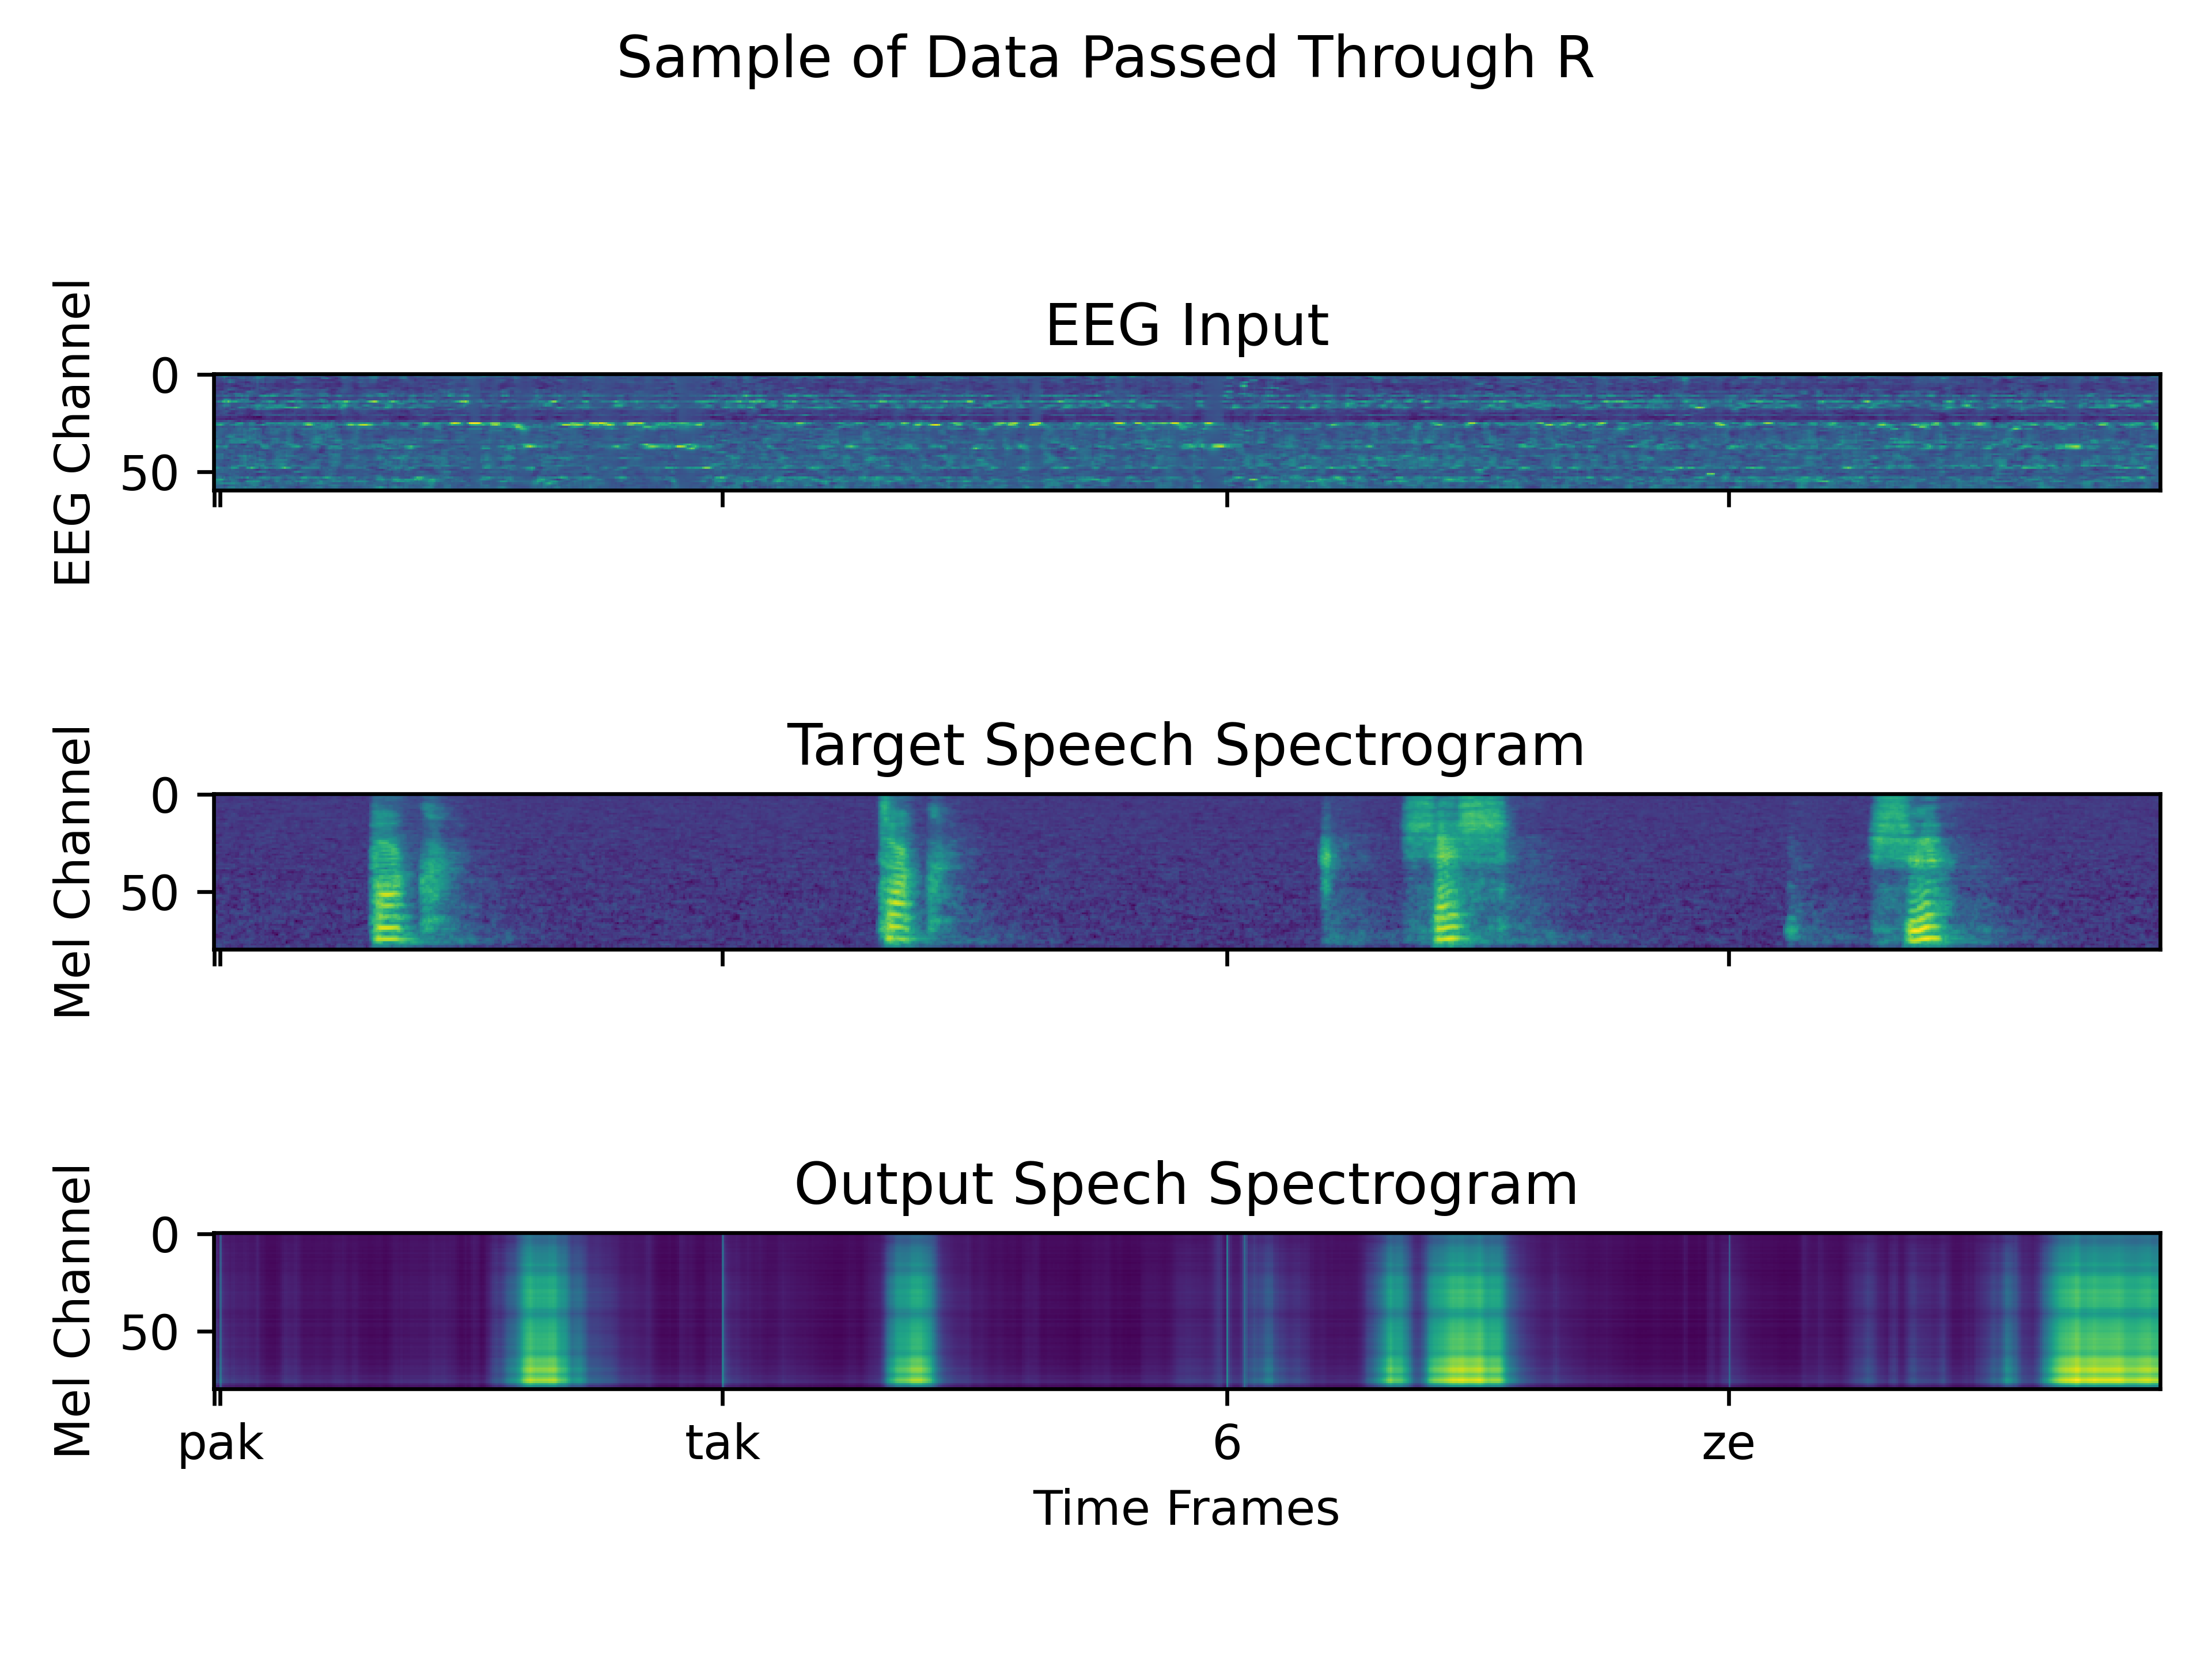 Sample of Data Passed Through R
EEG Input
EEG Channel
0
50
Target Speech Spectrogram
Mel Channel
0
50
Output Spech Spectrogram
Mel Channel
0
50
pak tak 6 ze
Time Frames